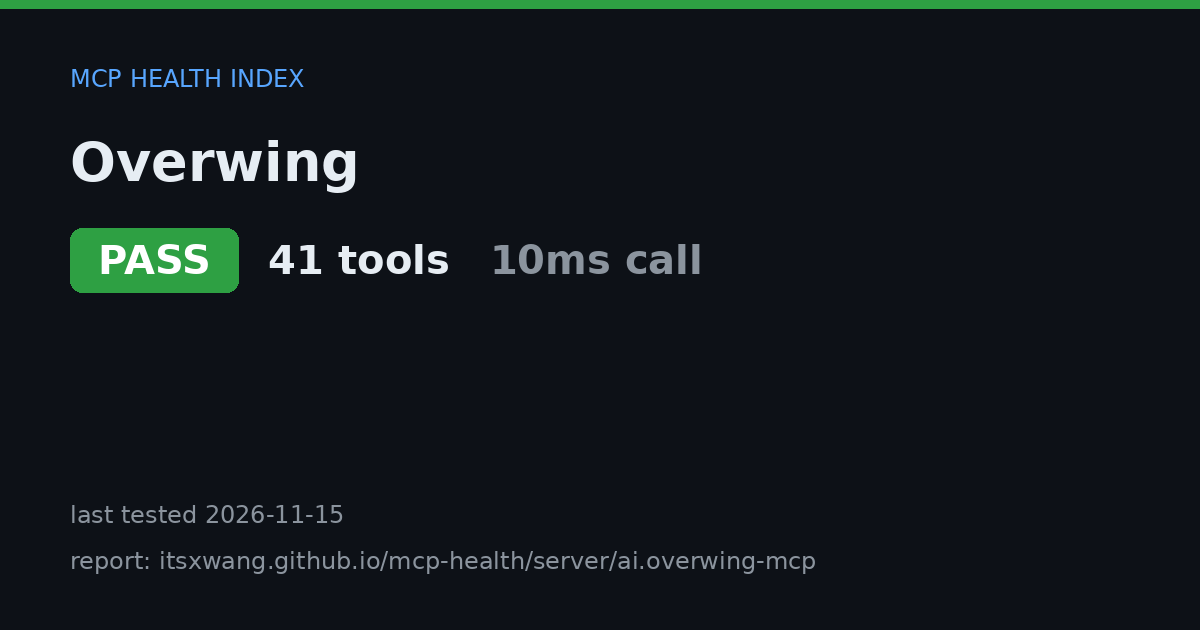 MCP HEALTH INDEX
Overwing
PASS 41 tools 10ms call
last tested 2026-11-15
report: itsxwang.github.io/mcp-health/server/ai.overwing-mcp